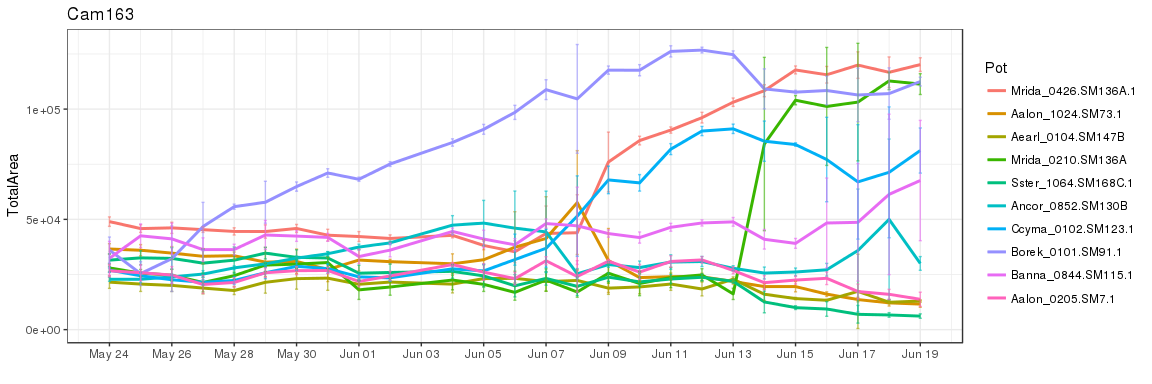 Cam163
TotalArea
1e+05
5e+04
0e+00
May 24 May 26 May 28 May 30 Jun 01 Jun 03 Jun 05 Jun 07 Jun 09 Jun 11 Jun 13 Jun 15 Jun 17 Jun 19
Pot
Mrida_0426.SM136A.1
Aalon_1024.SM73.1
Aearl_0104.SM147B
Mrida_0210.SM136A
Sster_1064.SM168C.1
Ancor_0852.SM130B
Ccyma_0102.SM123.1
Borek_0101.SM91.1
Banna_0844.SM115.1
Aalon_0205.SM7.1